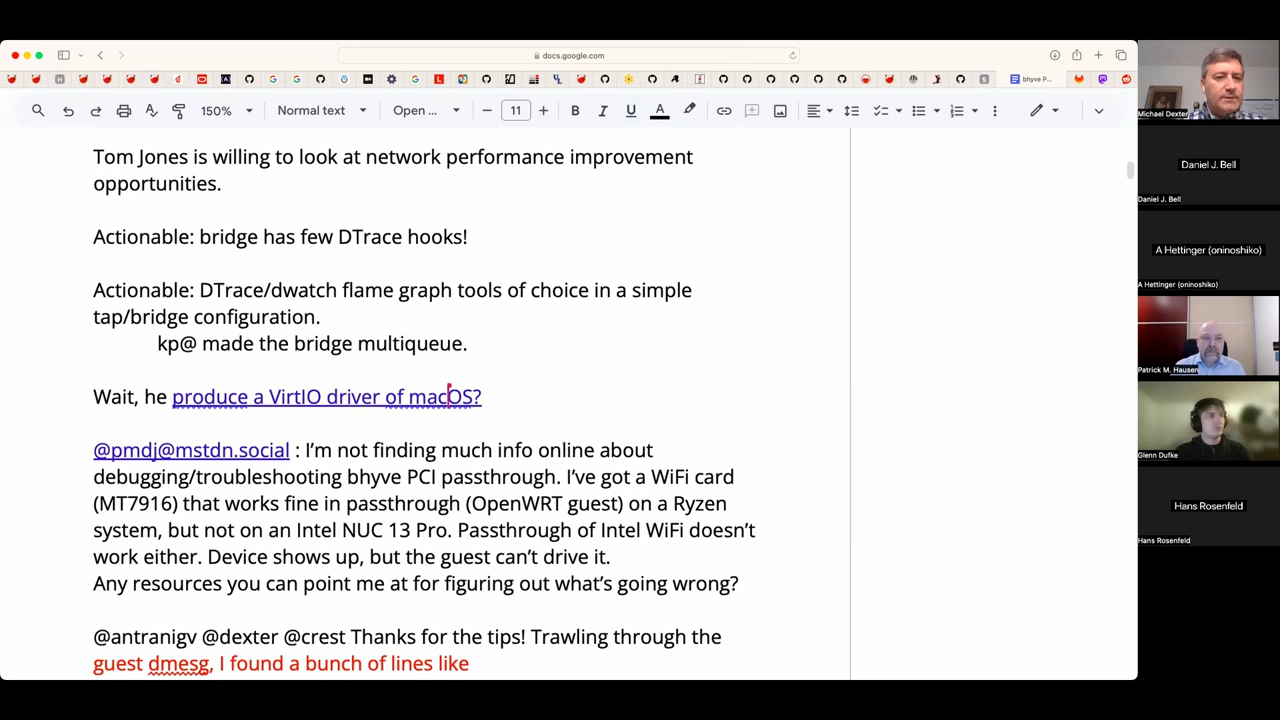 docs.google.com
bhyve P...
150%
Normal text
Open ...
11
Tom Jones is willing to look at network performance improvement
opportunities.
Actionable: bridge has few DTrace hooks!
Actionable: DTrace/dwatch flame graph tools of choice in a simple
tap/bridge configuration.
kp@ made the bridge multiqueue.
Wait, he produce a VirtIO driver of macOS?
@pmdj@mstdn.social : I’m not finding much info online about
debugging/troubleshooting bhyve PCI passthrough. I’ve got a WiFi card
(MT7916) that works fine in passthrough (OpenWRT guest) on a Ryzen
system, but not on an Intel NUC 13 Pro. Passthrough of Intel WiFi doesn’t
work either. Device shows up, but the guest can’t drive it.
Any resources you can point me at for figuring out what’s going wrong?
@antranigv @dexter @crest Thanks for the tips! Trawling through the
guest dmesg, I found a bunch of lines like
Michael Dexter
Daniel J. Bell
Daniel J. Bell
A Hettinger (oninoshiko)
A Hettinger (oninoshiko)
Patrick M. Hausen
Glenn Dufke
Hans Rosenfeld
Hans Rosenfeld